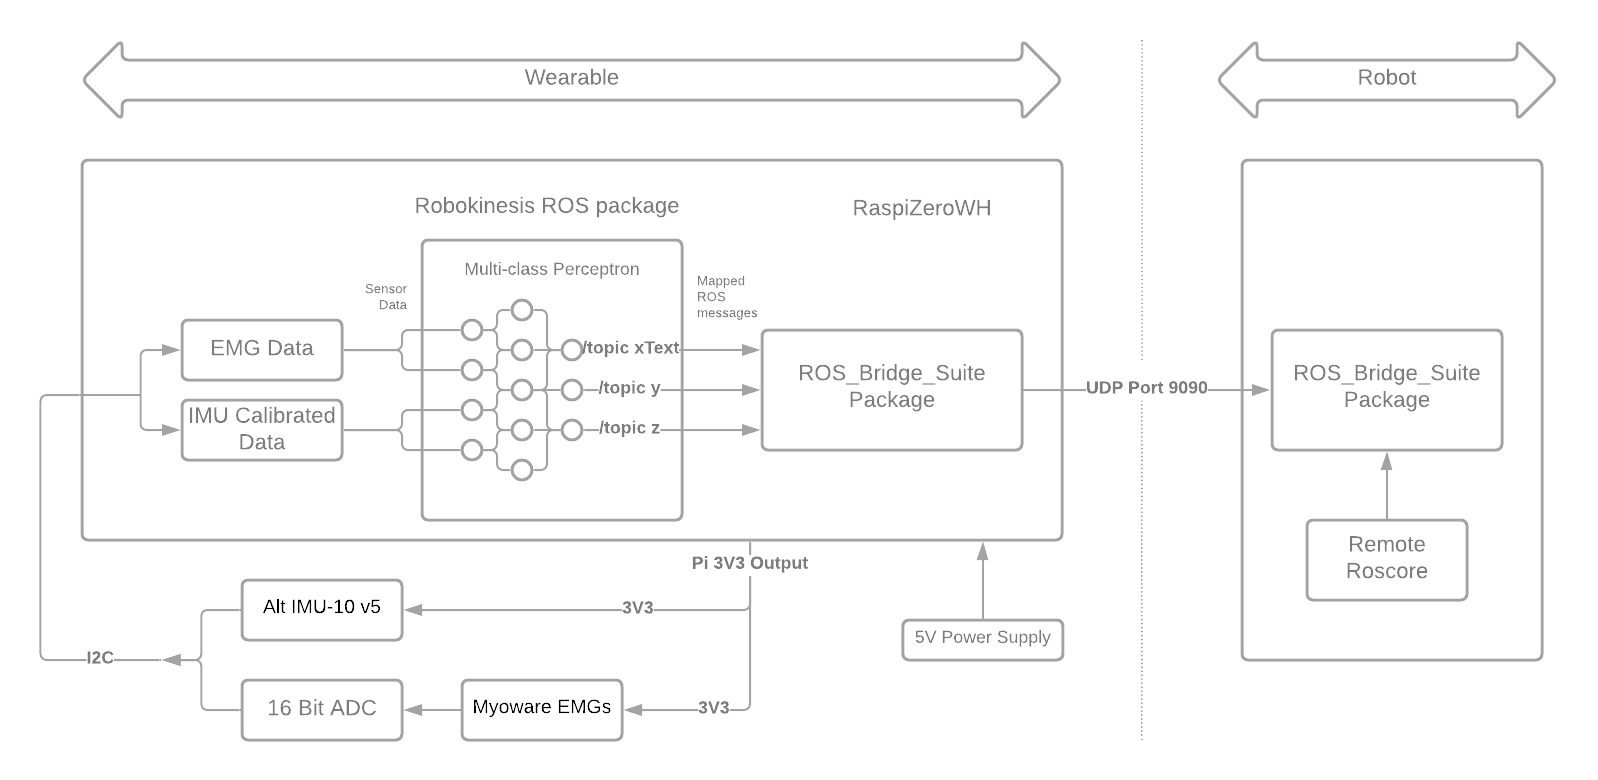 Wearable
Robot
Robokinesis ROS package
RaspiZeroWH
Multi-class Perceptron
Sensor
Data
Mapped
ROS
messages
EMG Data
IMU Calibrated
Data
/topic xText
/topic y
/topic z
ROS_Bridge_Suite
Package
UDP Port 9090
ROS_Bridge_Suite
Package
Remote
Roscore
Pi 3V3 Output
Alt IMU-10 v5
3V3
5V Power Supply
I2C
16 Bit ADC
Myoware EMGs
3V3